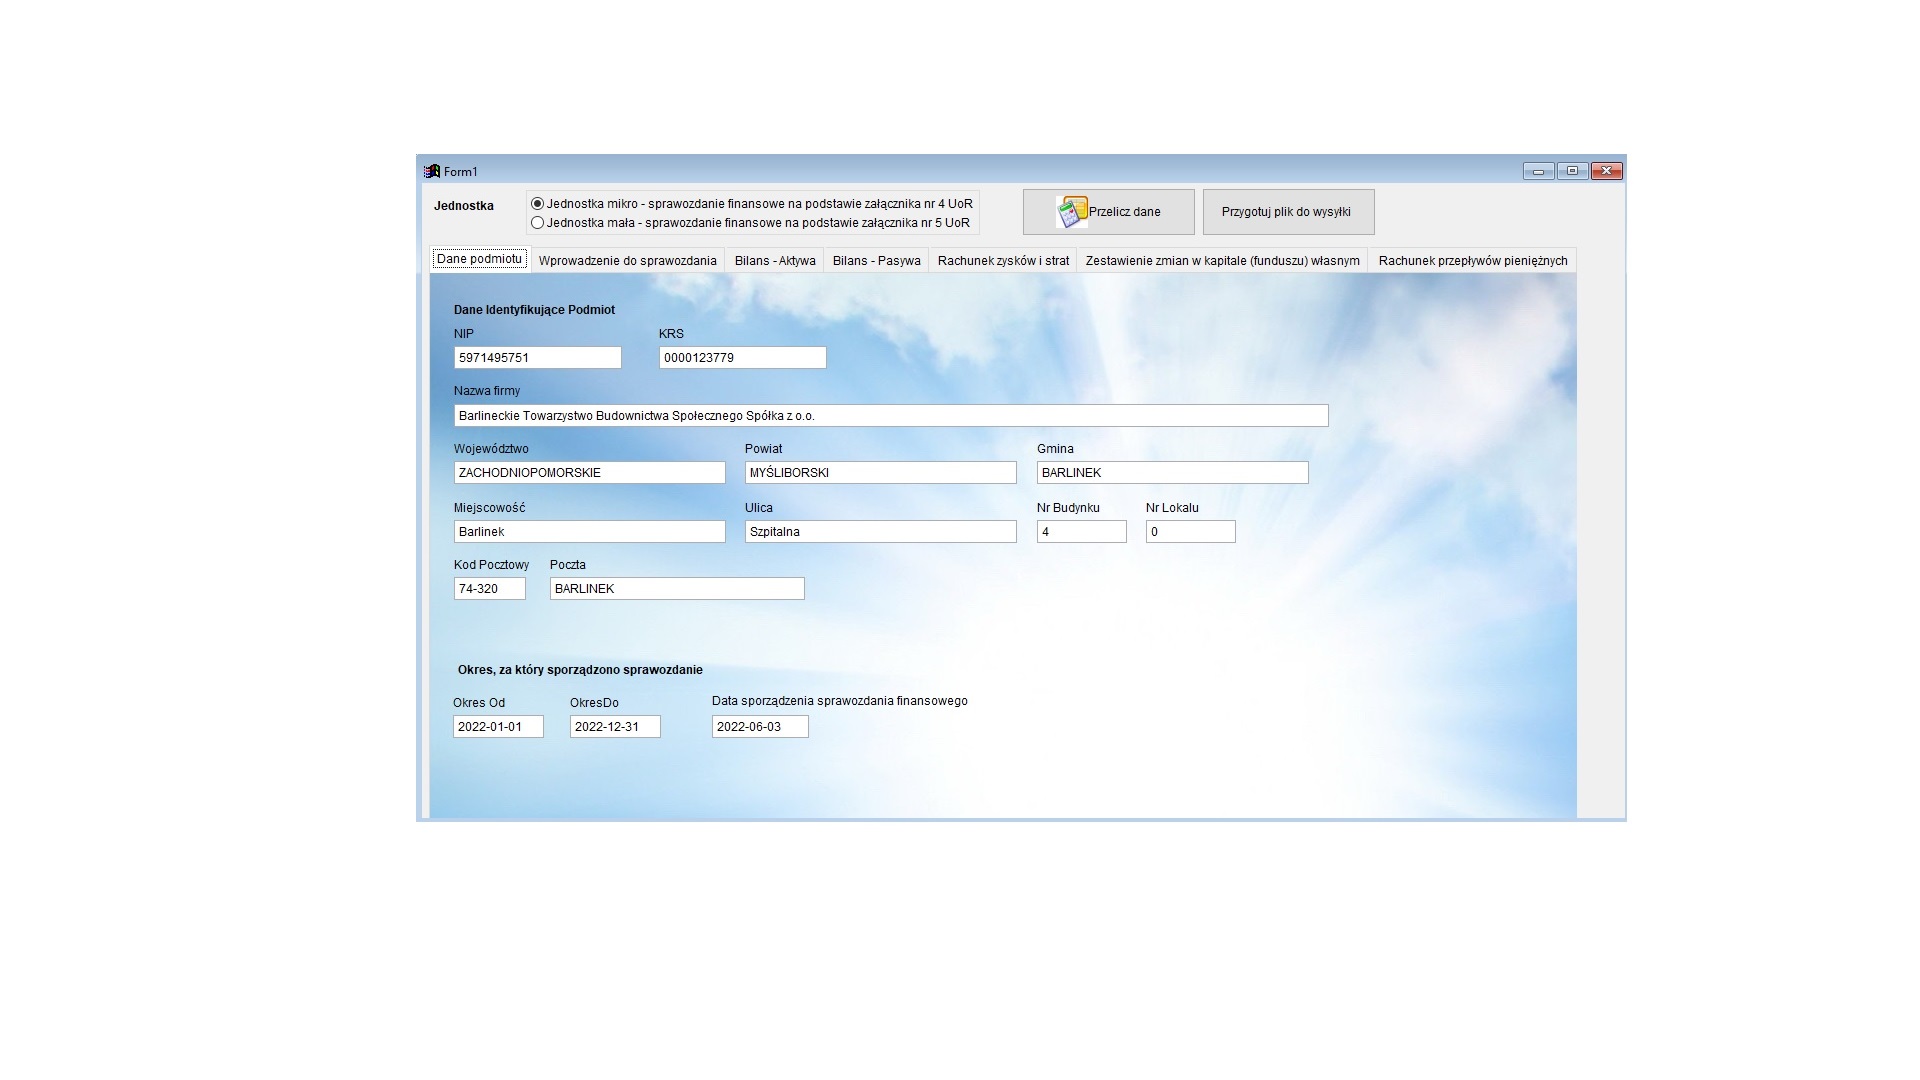 Form1
Jednostka
Jednostka mikro - sprawozdanie finansowe na podstawie załącznika nr 4 UoR
Jednostka mała - sprawozdanie finansowe na podstawie załącznika nr 5 UoR
Przelicz dane
Przygotuj plik do wysyłki
Dane podmiotu Wprowadzenie do sprawozdania Bilans - Aktywa Bilans - Pasywa Rachunek zysków i strat Zestawienie zmian w kapitale (funduszu) własnym Rachunek przepływów pieniężnych
Dane Identyfikujące Podmiot
NIP KRS
5971495751 0000123779
Nazwa firmy
Barlineckie Towarzystwo Budownictwa Społecznego Spółka z o.o.
Województwo Powiat Gmina
ZACHODNIOPOMORSKIE MYŚLIBORSKI BARLINEK
Miejscowość Ulica Nr Budynku Nr Lokalu
Barlinek Szpitalna 4 0
Kod Pocztowy Poczta
74-320 BARLINEK
Okres, za który sporządzono sprawozdanie
Okres Od OkresDo Data sporządzenia sprawozdania finansowego
2022-01-01 2022-12-31 2022-06-03